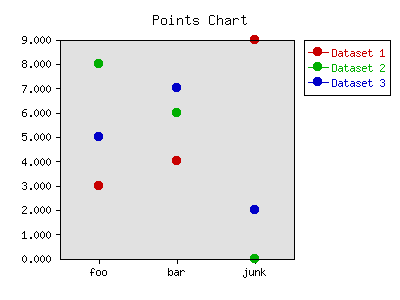 Points Chart
9.000
8.000
7.000
6.000
5.000
4.000
3.000
2.000
1.000
0.000
foo bar junk
Dataset 1
Dataset 2
Dataset 3